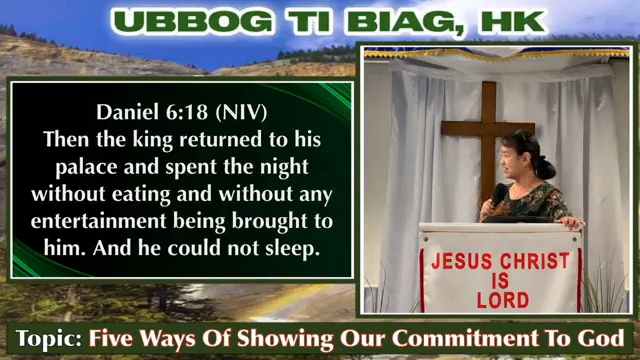 UBBOG TI BIAG, HK
Daniel 6:18 (NIV)
Then the king returned to his
palace and spent the night
without eating and without any
entertainment being brought to
him. And he could not sleep.
JESUS CHRIST
IS
LORD
Topic: Five Ways Of Showing Our Commitment To God